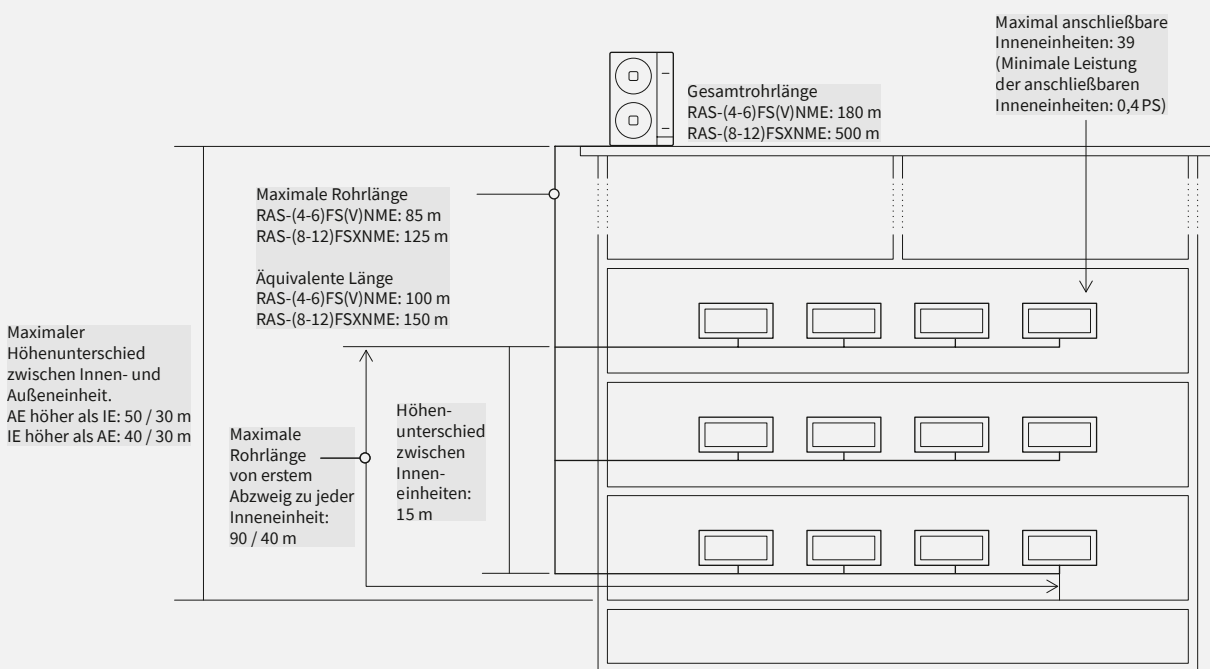 Maximal anschließbare
Inneneinheiten: 39
(Minimale Leistung
der anschließbaren
Inneneinheiten: 0,4 PS)
Gesamtrohrlänge
RAS-(4-6)FS(V)NME: 180 m
RAS-(8-12)FSXNME: 500 m
Maximale Rohrlänge
RAS-(4-6)FS(V)NME: 85 m
RAS-(8-12)FSXNME: 125 m
Äquivalente Länge
RAS-(4-6)FS(V)NME: 100 m
RAS-(8-12)FSXNME: 150 m
Maximaler
Höhenunterschied
zwischen Innen- und
Außeneinheit.
AE höher als IE: 50 / 30 m
IE höher als AE: 40 / 30 m
Maximale
Rohrlänge
von erstem
Abzweig zu jeder
Inneneinheit:
90 / 40 m
Höhen-
unterschied
zwischen
Innen-
einheiten:
15 m